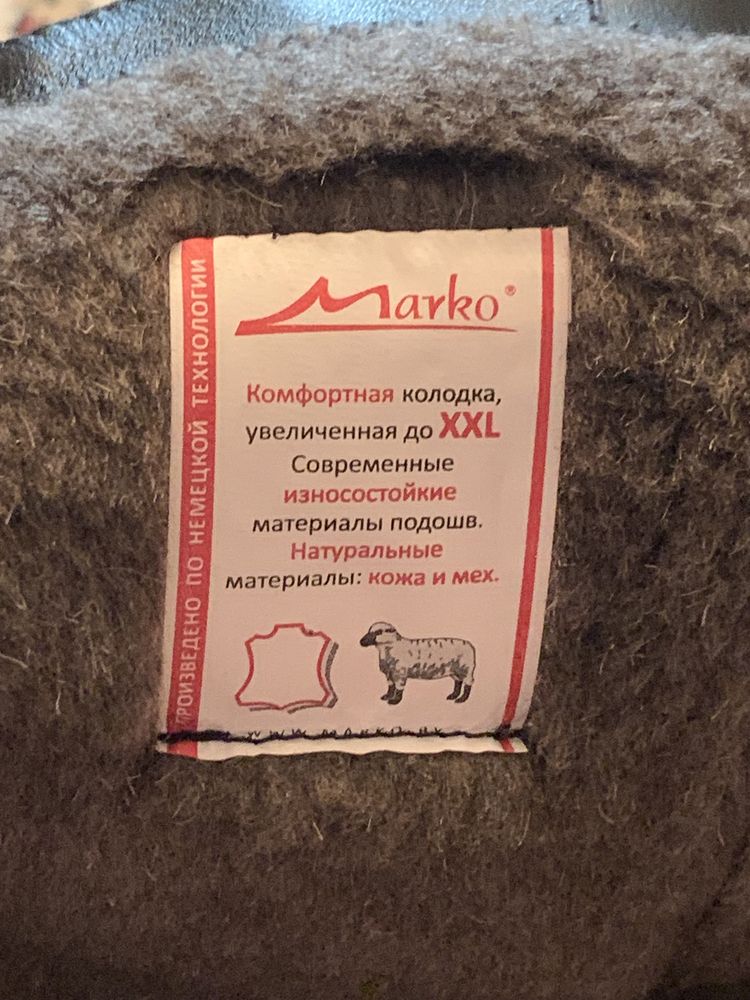 Marko®
Комфортная колодка,
увеличенная до XXL
Современные
износостойкие
материалы подошв.
Натуральные
материалы: кожа и мех.
ПРОИЗВЕДЕНО ПО НЕМЕЦКОЙ ТЕХНОЛОГИИ